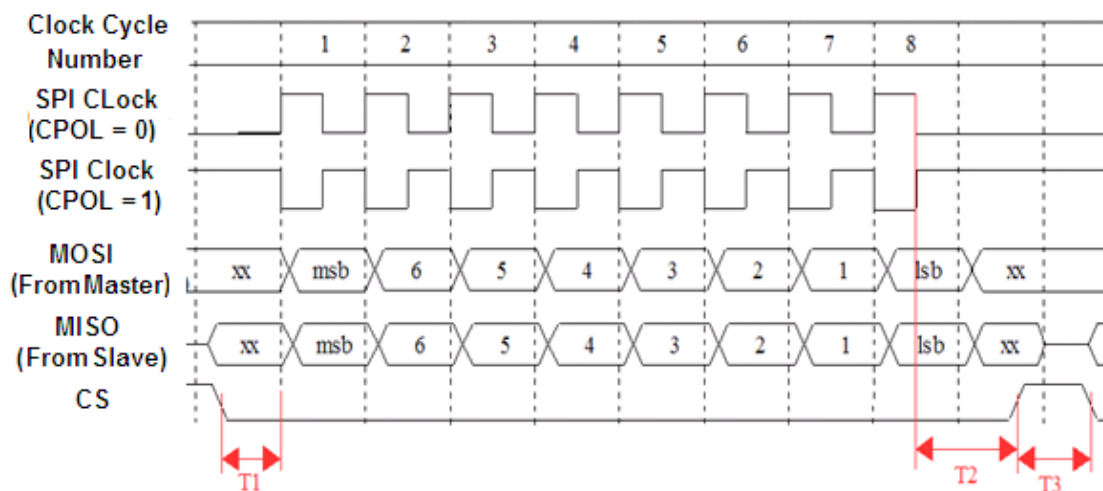 Clock Cycle
Number
1 2 3 4 5 6 7 8
SPI CLock
(CPOL = 0)
SPI Clock
(CPOL = 1)
MOSI
(From Master)
xx msb 6 5 4 3 2 1 lsb xx
MISO
(From Slave)
xx msb 6 5 4 3 2 1 lsb xx
CS
T1 T2 T3